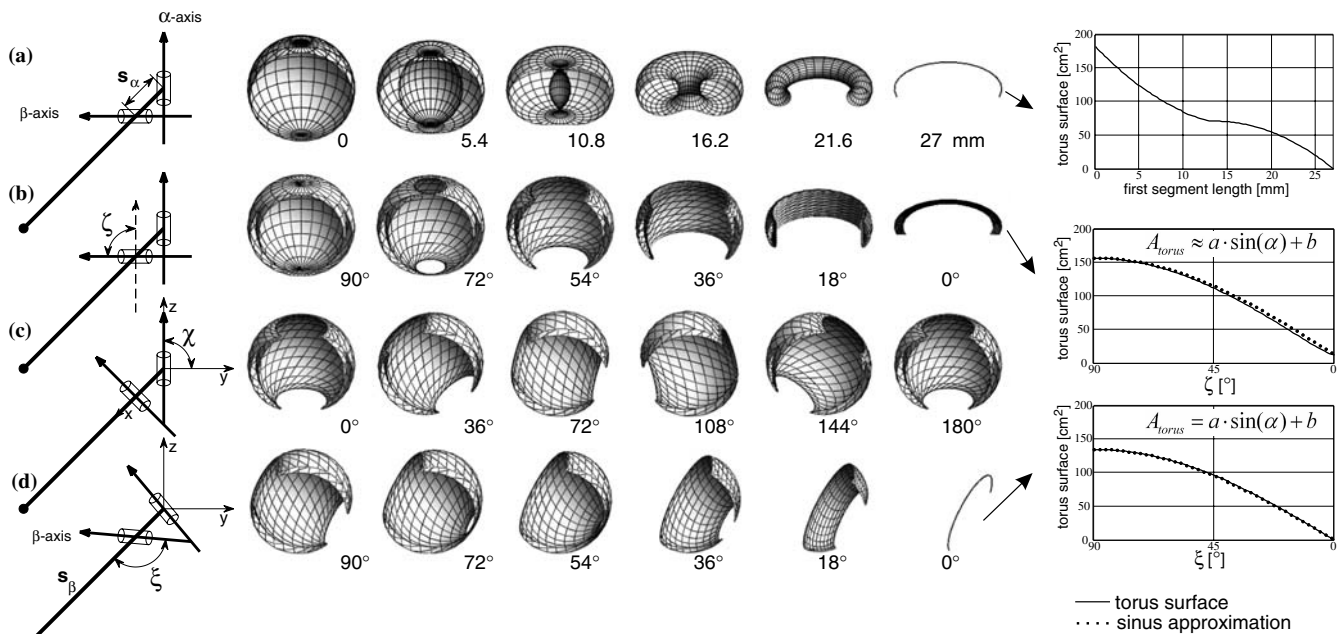 α-axis
(a)
s α
β-axis
0
5.4
10.8
16.2
21.6
27 mm
torus surface [cm²]
200
150
100
50
0
0
5
10
15
20
25
first segment length [mm]
(b)
ζ
90°
72°
54°
36°
18°
0°
A torus ≈ a·sin(α)+b
torus surface [cm²]
200
150
100
50
0
90
45
0
ζ [°]
(c)
z
χ
y
x
0°
36°
72°
108°
144°
180°
(d)
z
y
β-axis
s β
ξ
90°
72°
54°
36°
18°
0°
A torus = a·sin(α)+b
torus surface [cm²]
200
150
100
50
0
90
45
0
ξ [°]
torus surface
sinus approximation